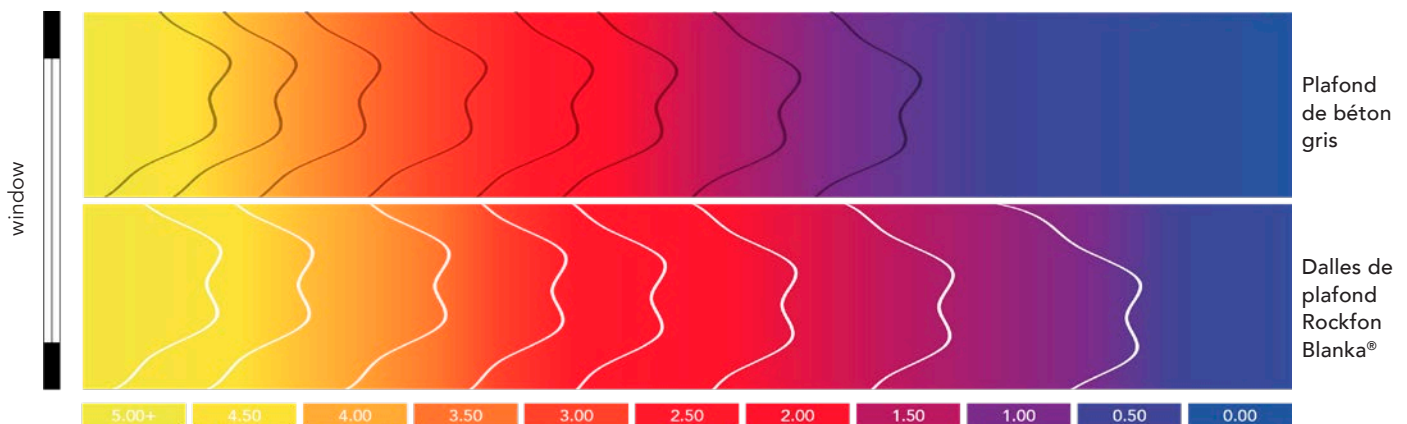 window
Plafond
de béton
gris
Dalles de
plafond
Rockfon
Blanka®
5.00+ 4.50 4.00 3.50 3.00 2.50 2.00 1.50 1.00 0.50 0.00